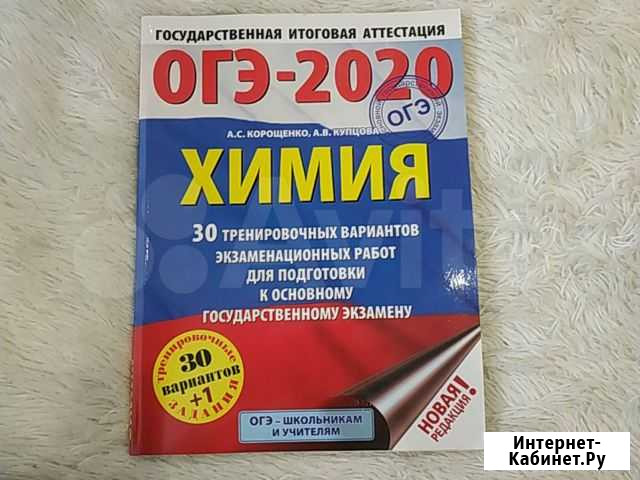 ГОСУДАРСТВЕННАЯ ИТОГОВАЯ АТТЕСТАЦИЯ
ОГЭ-2020
ОГЭ
А.С. КОРОЩЕНКО, А.В. КУПЦОВА
ХИМИЯ
30 ТРЕНИРОВОЧНЫХ ВАРИАНТОВ
ЭКЗАМЕНАЦИОННЫХ РАБОТ
ДЛЯ ПОДГОТОВКИ
К ОСНОВНОМУ
ГОСУДАРСТВЕННОМУ ЭКЗАМЕНУ
Avito
тренировочные
30
вариантов
+1
ЗАДАНИЯ
НОВАЯ
РЕДАКЦИЯ!
ОГЭ – ШКОЛЬНИКАМ
И УЧИТЕЛЯМ
Интернет-
Кабинет.Ру